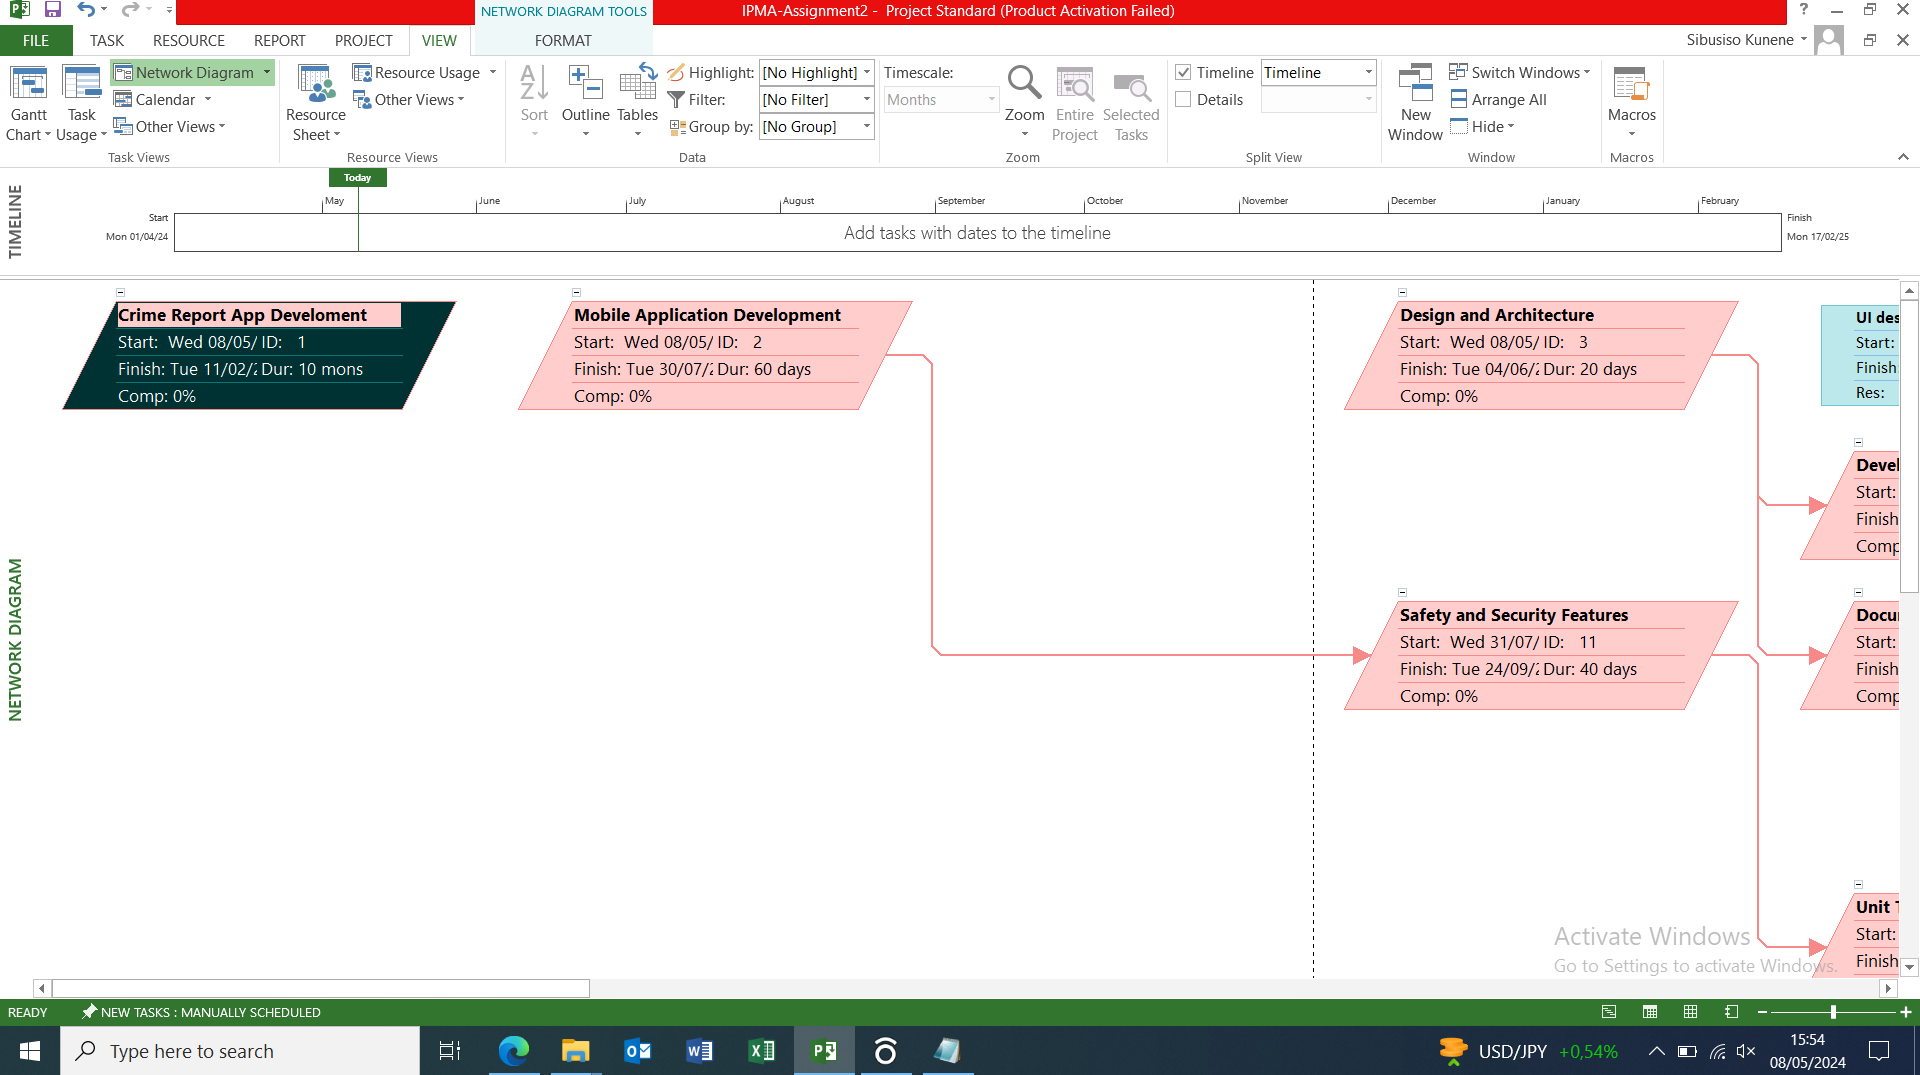 NETWORK DIAGRAM TOOLS
IPMA-Assignment2 - Project Standard (Product Activation Failed)
FILE TASK RESOURCE REPORT PROJECT VIEW FORMAT
Sibusiso Kunene
Gantt Chart
Task Usage
Network Diagram
Calendar
Other Views
Task Views
Resource Sheet
Resource Usage
Other Views
Resource Views
Sort
Outline
Tables
Highlight: [No Highlight]
Filter: [No Filter]
Group by: [No Group]
Data
Timescale:
Months
Zoom
Entire Project
Selected Tasks
Zoom
Timeline Timeline
Details
Split View
New Window
Switch Windows
Arrange All
Hide
Window
Macros
Macros
TIMELINE
Today
May June July August September October November December January February
Start
Mon 01/04/24
Add tasks with dates to the timeline
Finish
Mon 17/02/25
NETWORK DIAGRAM
Crime Report App Develoment
Start: Wed 08/05/ ID: 1
Finish: Tue 11/02/2 Dur: 10 mons
Comp: 0%
Mobile Application Development
Start: Wed 08/05/ ID: 2
Finish: Tue 30/07/2 Dur: 60 days
Comp: 0%
Design and Architecture
Start: Wed 08/05/ ID: 3
Finish: Tue 04/06/2 Dur: 20 days
Comp: 0%
UI des
Start:
Finish:
Res:
Devel
Start:
Finish
Comp
Safety and Security Features
Start: Wed 31/07/ ID: 11
Finish: Tue 24/09/2 Dur: 40 days
Comp: 0%
Docu
Start:
Finish
Comp
Unit T
Start:
Finish
Activate Windows
Go to Settings to activate Windows.
READY NEW TASKS : MANUALLY SCHEDULED
Type here to search
USD/JPY +0,54%
15:54
08/05/2024